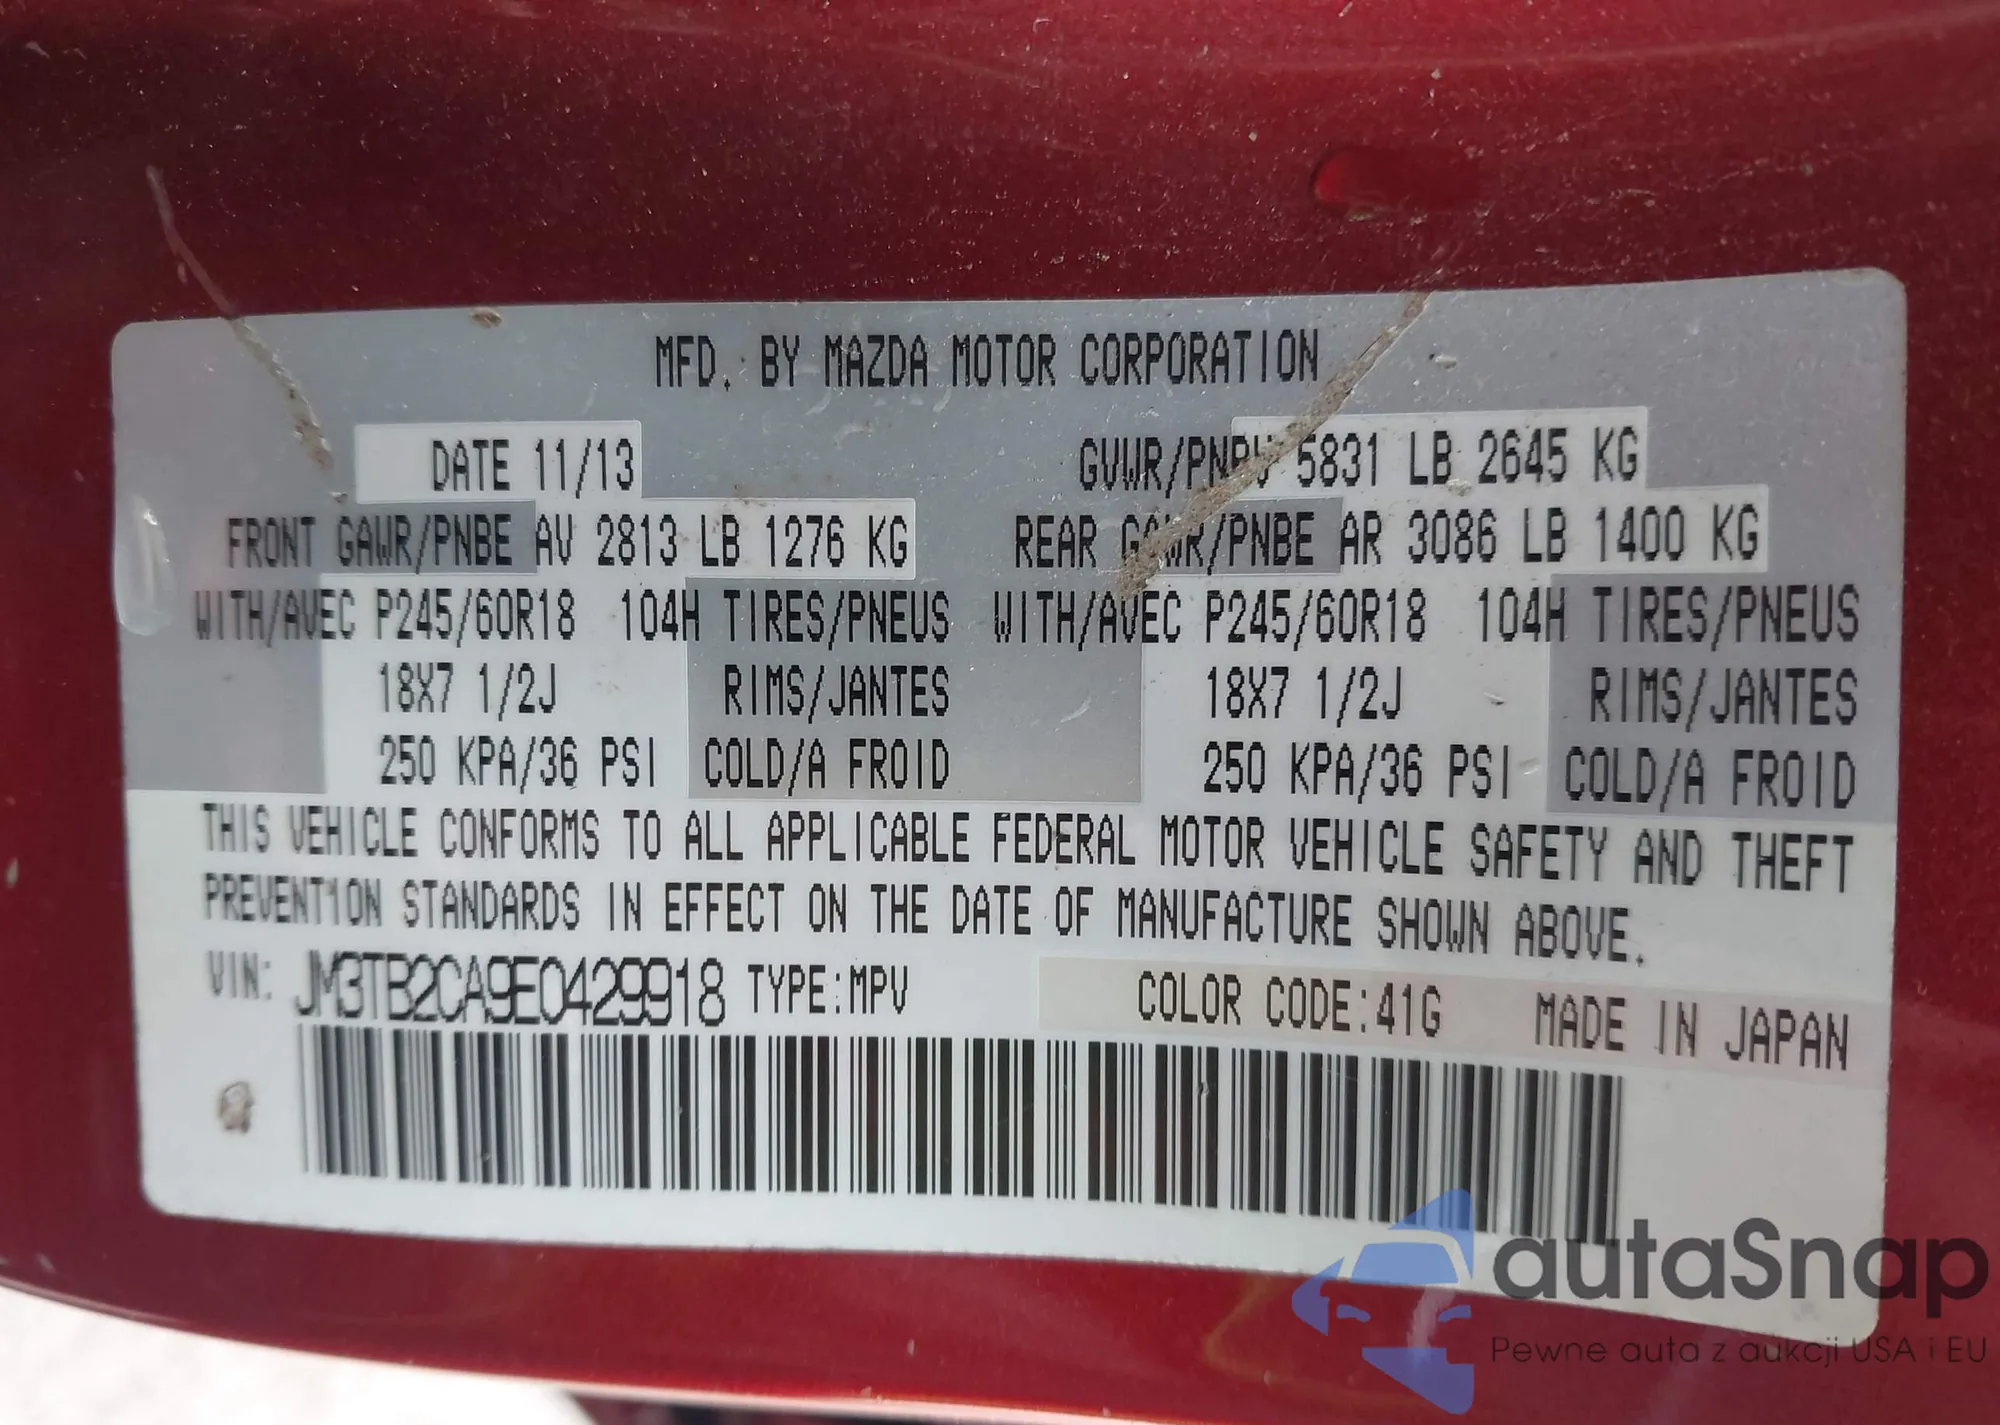 MFD. BY MAZDA MOTOR CORPORATION
DATE 11/13 GVWR/PNBV 5831 LB 2645 KG
FRONT GAWR/PNBE AV 2813 LB 1276 KG REAR GAWR/PNBE AR 3086 LB 1400 KG
WITH/AVEC P245/60R18 104H TIRES/PNEUS WITH/AVEC P245/60R18 104H TIRES/PNEUS
18X7 1/2J RIMS/JANTES 18X7 1/2J RIMS/JANTES
250 KPA/36 PSI COLD/A FROID 250 KPA/36 PSI COLD/A FROID
THIS VEHICLE CONFORMS TO ALL APPLICABLE FEDERAL MOTOR VEHICLE SAFETY AND THEFT
PREVENTION STANDARDS IN EFFECT ON THE DATE OF MANUFACTURE SHOWN ABOVE.
VIN: JM3TB2CA9E0429918 TYPE:MPV COLOR CODE:41G MADE IN JAPAN
autaSnap
Pewne auta z aukcji USA i EU